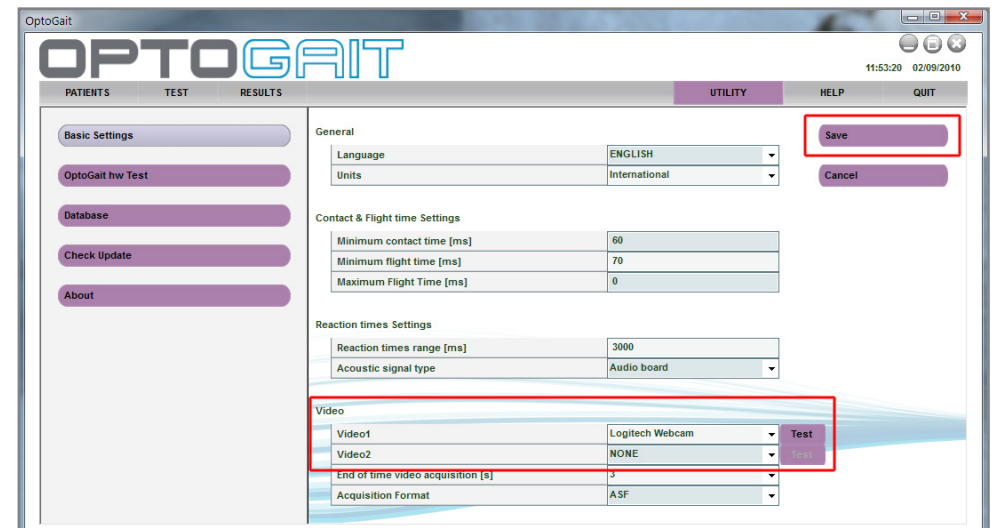 OptoGait
OPTOGAIT
11:53:20 02/09/2010
PATIENTS TEST RESULTS UTILITY HELP QUIT
Basic Settings
OptoGait hw Test
Database
Check Update
About
General
Language ENGLISH
Units International
Contact & Flight time Settings
Minimum contact time [ms] 60
Minimum flight time [ms] 70
Maximum Flight Time [ms] 0
Reaction times Settings
Reaction times range [ms] 3000
Acoustic signal type Audio board
Video
Video1 Logitech Webcam Test
Video2 NONE Test
End of time video acquisition [s] 3
Acquisition Format ASF
Save
Cancel